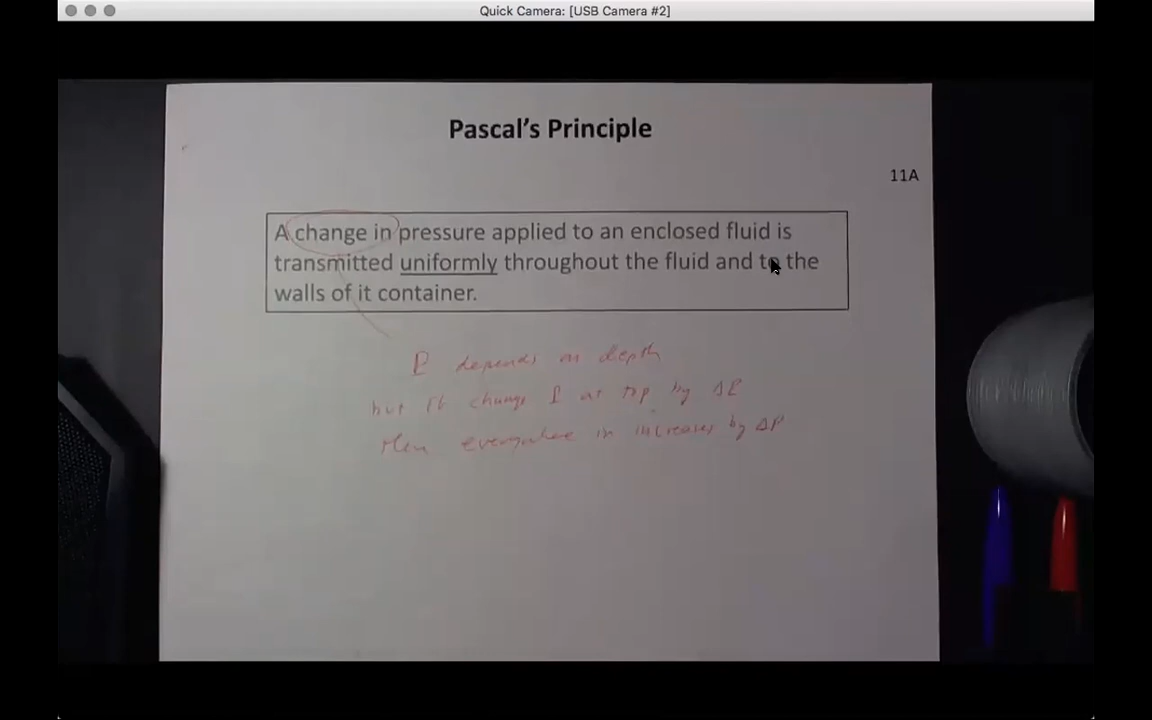 Quick Camera: [USB Camera #2]
Pascal's Principle
11A
A change in pressure applied to an enclosed fluid is
transmitted uniformly throughout the fluid and to the
walls of it container.
P depends on depth
but if change P at top by ΔP
then everywhere in increases by ΔP